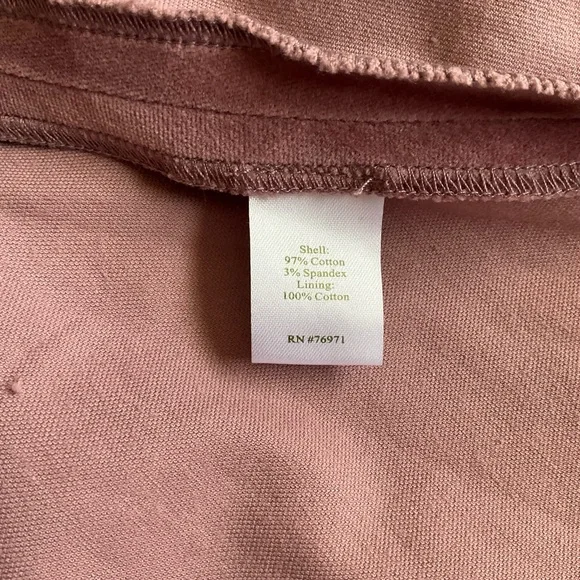 Shell:
97% Cotton
3% Spandex
Lining:
100% Cotton
RN #76971